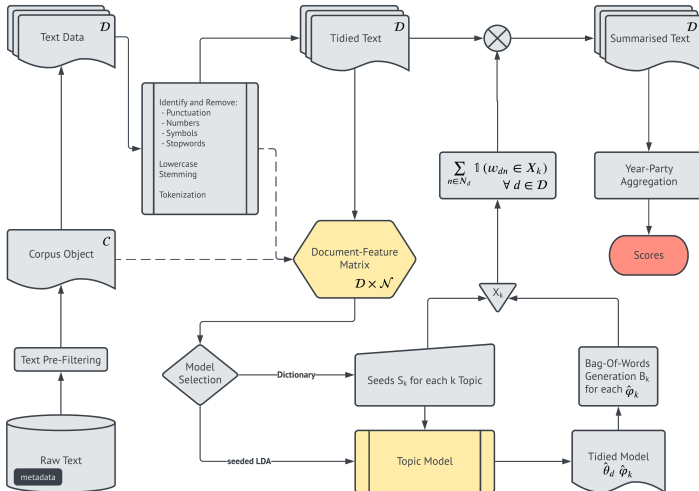 Text Data
𝒟
Tidied Text
𝒟
Summarised Text
𝒟
Identify and Remove:
- Punctuation
- Numbers
- Symbols
- Stopwords
Lowercase
Stemming
Tokenization
∑ 𝟙 (w_dn ∈ X_k)
n∈N_d ∀ d ∈ 𝒟
Year-Party
Aggregation
Corpus Object
𝒞
Document-Feature
Matrix
𝒟 × 𝒩
Scores
X_k
Text Pre-Filtering
Model
Selection
Dictionary
Seeds S_k for each k Topic
Bag-Of-Words
Generation B_k
for each φ̂_k
Raw Text
metadata
seeded LDA
Topic Model
Tidied Model
θ̂_d φ̂_k